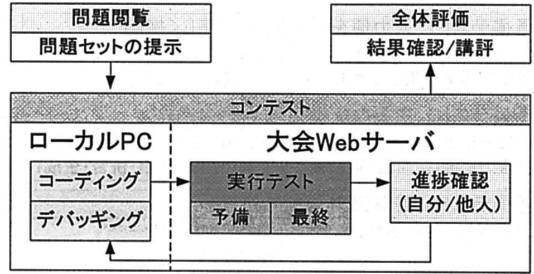 問題閲覧
問題セットの提示
全体評価
結果確認/講評
コンテスト
ローカルPC
大会Webサーバ
コーディング
デバッギング
実行テスト
予備
最終
進捗確認
(自分/他人)